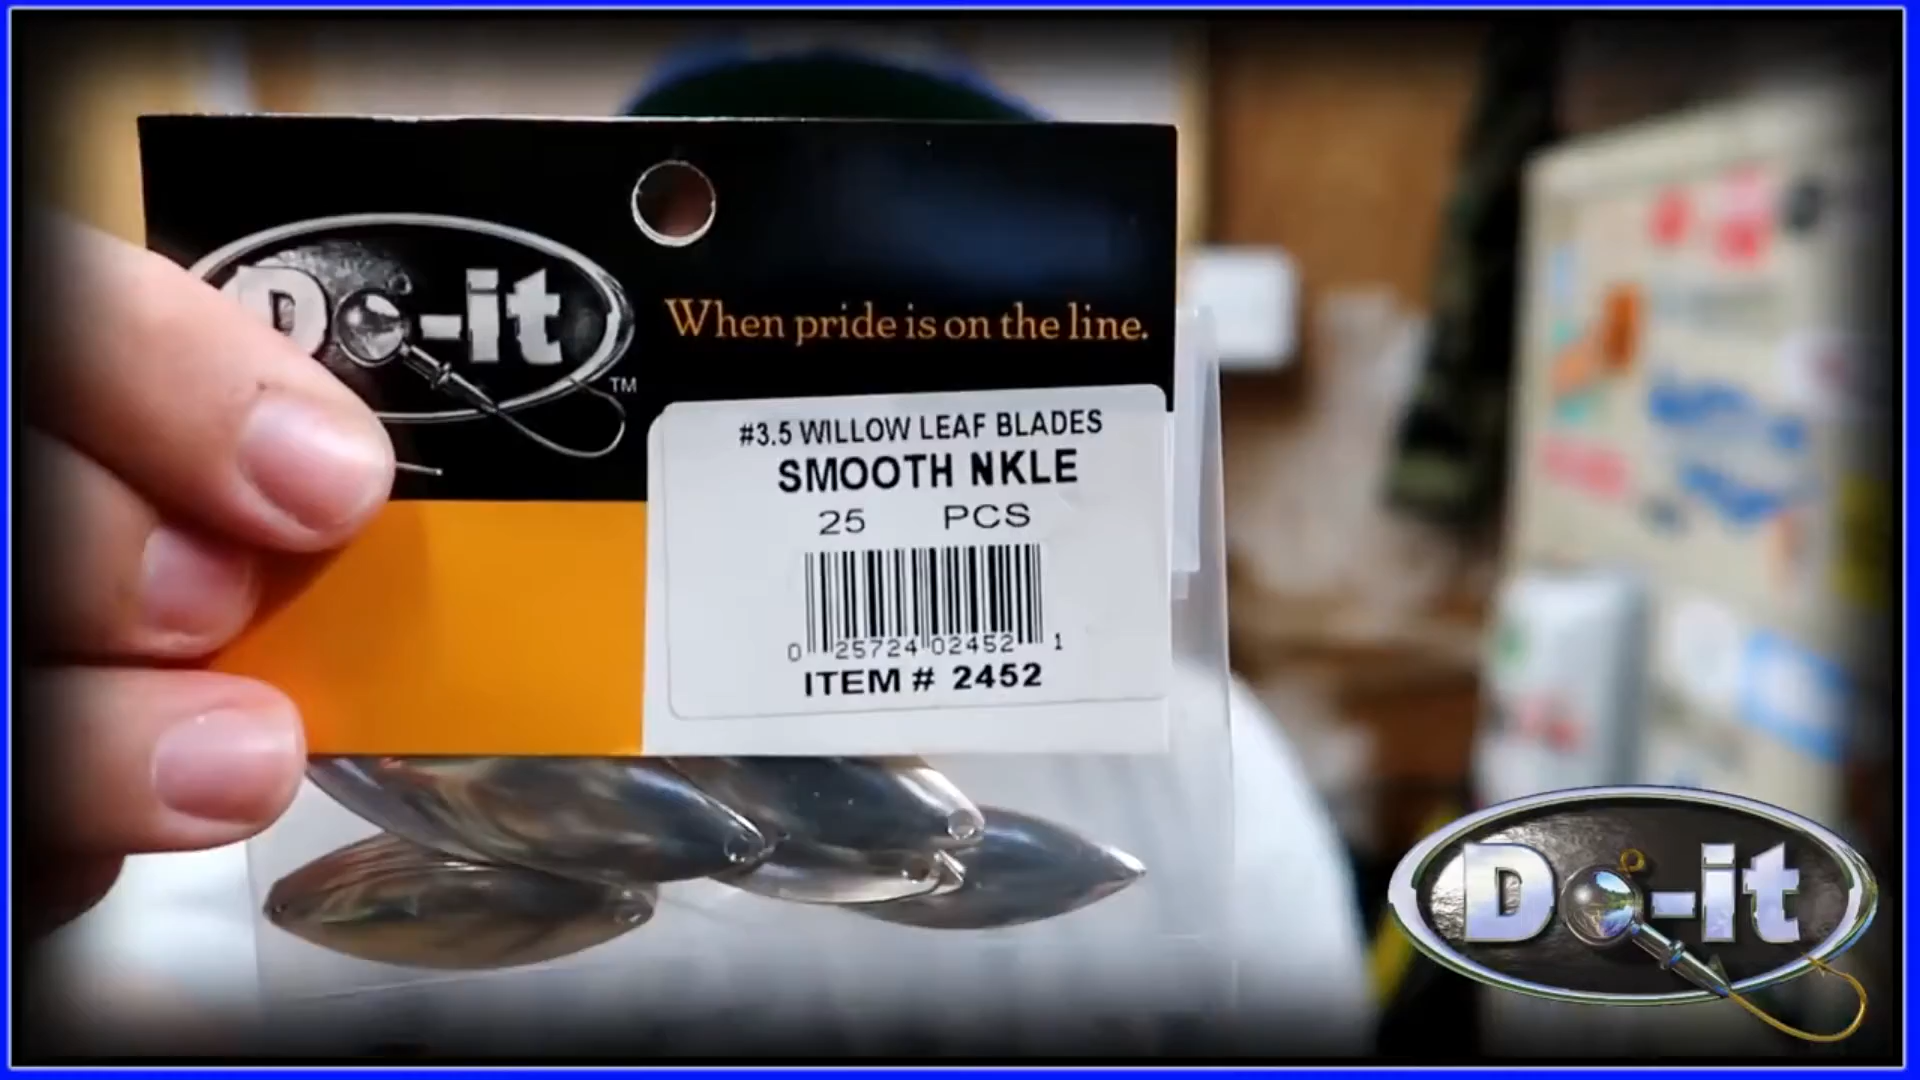 Do-it
TM
When pride is on the line.
#3.5 WILLOW LEAF BLADES
SMOOTH NKLE
25 PCS
0 25724 02452 1
ITEM # 2452
Do-it